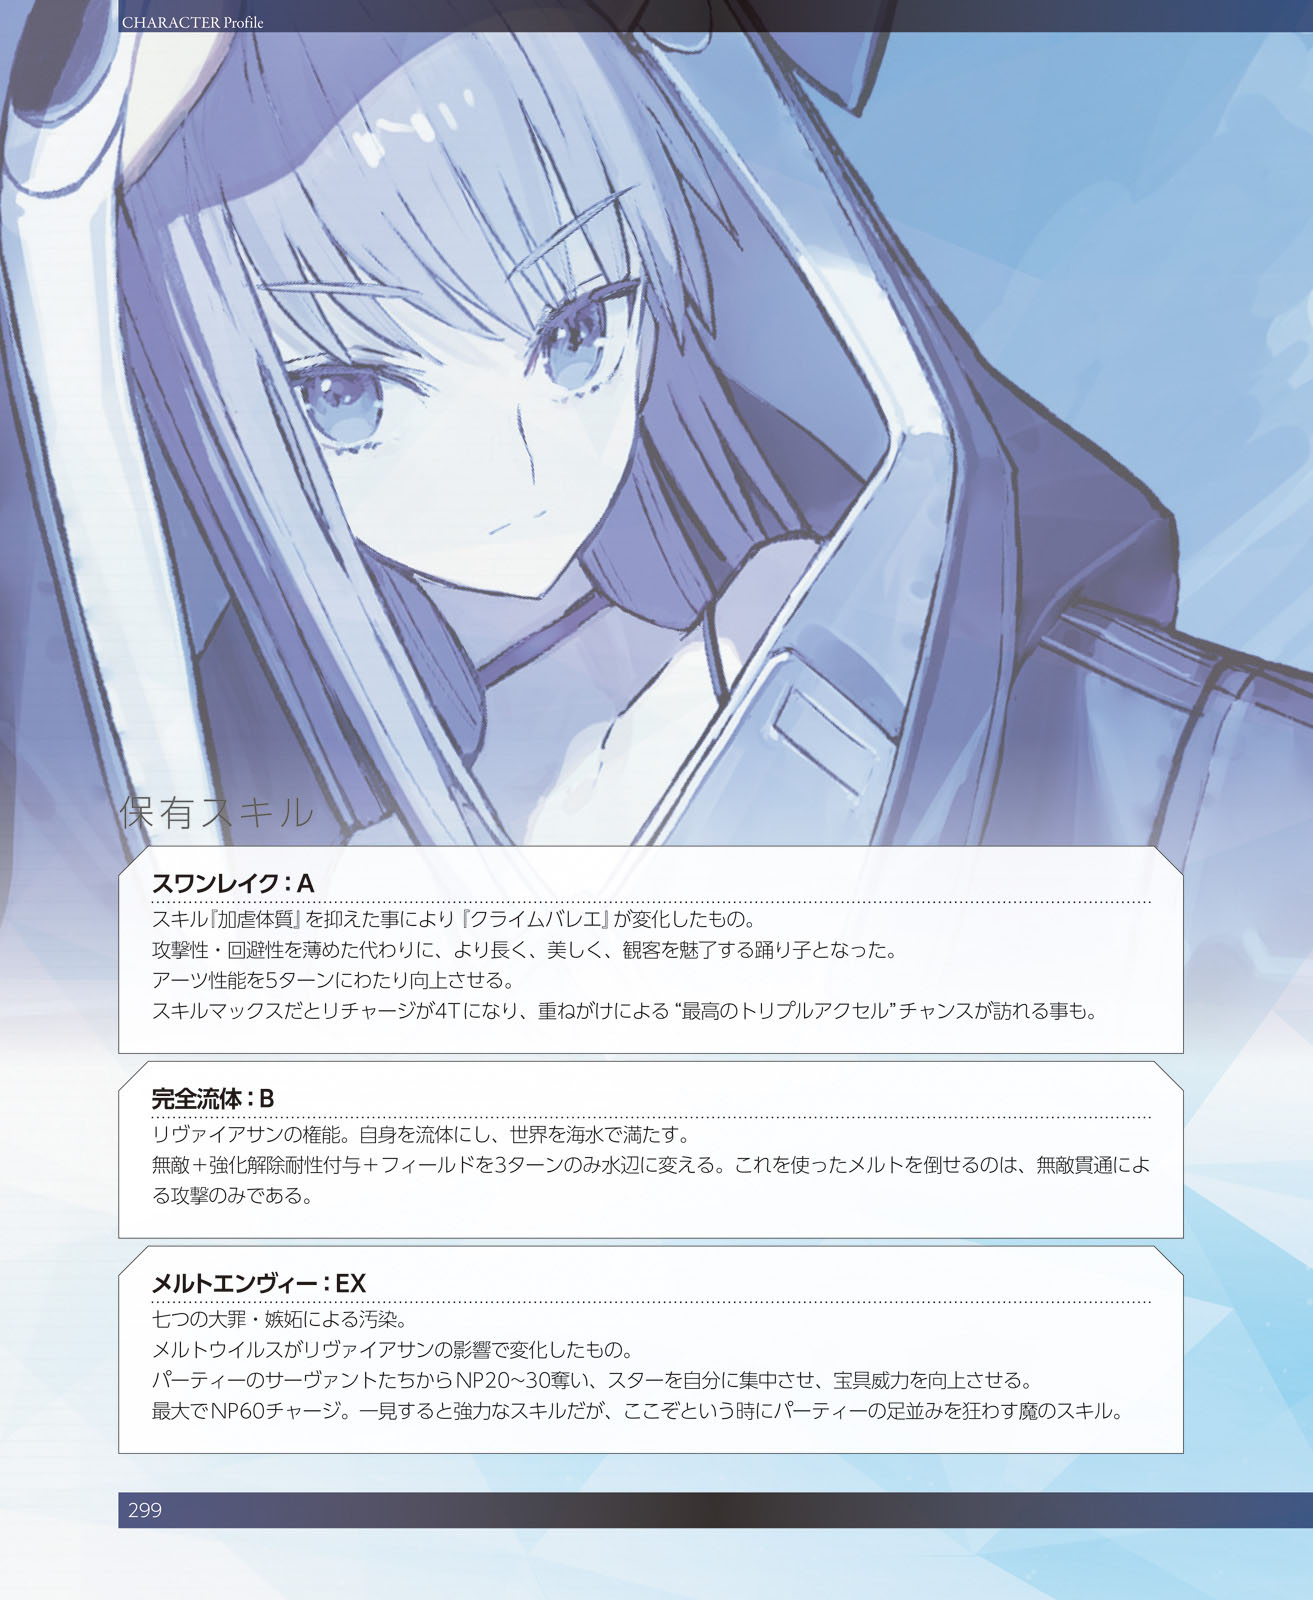 CHARACTER Profile
保有スキル
スワンレイク：A
スキル『加虐体質』を抑えた事により『クライムバレエ』が変化したもの。
攻撃性・回避性を薄めた代わりに、より長く、美しく、観客を魅了する踊り子となった。
アーツ性能を5ターンにわたり向上させる。
スキルマックスだとリチャージが4Tになり、重ねがけによる“最高のトリプルアクセル”チャンスが訪れる事も。
完全流体：B
リヴァイアサンの権能。自身を流体にし、世界を海水で満たす。
無敵＋強化解除耐性付与＋フィールドを3ターンのみ水辺に変える。これを使ったメルトを倒せるのは、無敵貫通によ
る攻撃のみである。
メルトエンヴィー：EX
七つの大罪・嫉妬による汚染。
メルトウイルスがリヴァイアサンの影響で変化したもの。
パーティーのサーヴァントたちからNP20〜30奪い、スターを自分に集中させ、宝具威力を向上させる。
最大でNP60チャージ。一見すると強力なスキルだが、ここぞという時にパーティーの足並みを狂わす魔のスキル。
299